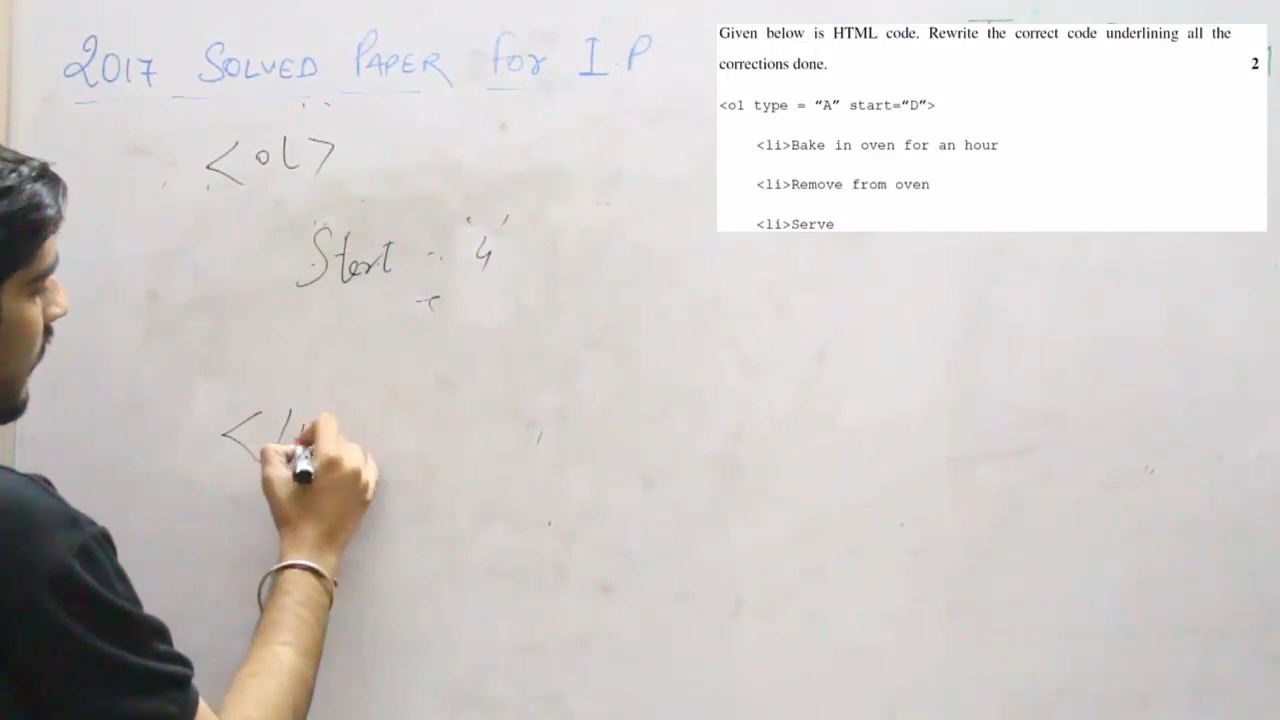 2017 SOLVED PAPER for I.P
<ol>
Start = "4"
<
Given below is HTML code. Rewrite the correct code underlining all the
corrections done. 2
<ol type = “A” start=“D”>
<li>Bake in oven for an hour
<li>Remove from oven
<li>Serve